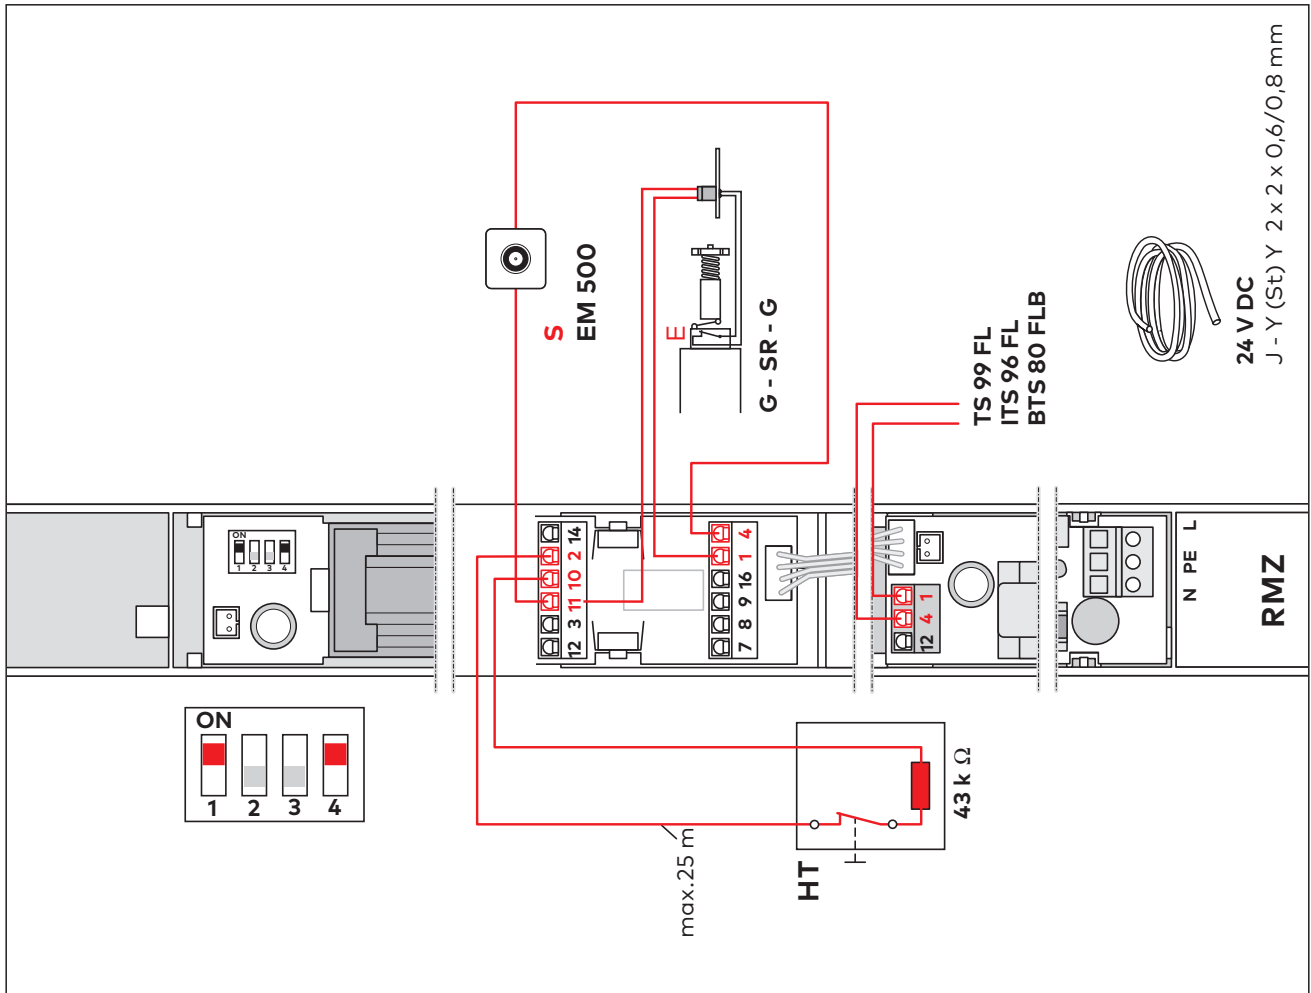 S
EM 500
E
G - SR - G
TS 99 FL
ITS 96 FL
BTS 80 FLB
24 V DC
J - Y (St) Y 2 x 2 x 0,6/0,8 mm
ON
1 2 3 4
14
2
10
11
3
12
4
1
16
9
8
7
1
4
12
N PE L
RMZ
ON
1 2 3 4
max.25 m
HT
43 k Ω